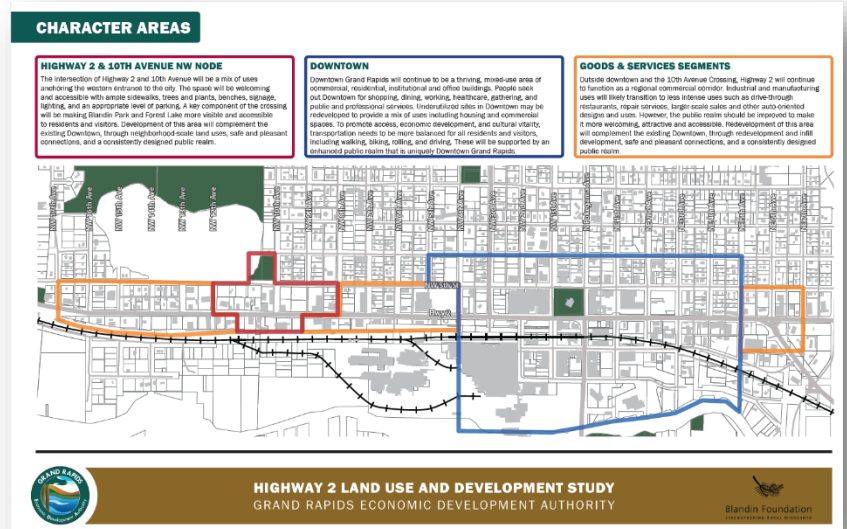 CHARACTER AREAS
HIGHWAY 2 & 10TH AVENUE NW NODE
The intersection of Highway 2 and 10th Avenue will be a mix of uses
anchoring the western entrance to the city. The space will be welcoming
and accessible with ample sidewalks, trees and plants, benches, signage,
lighting, and an appropriate level of parking. A key component of the crossing
will be making Blandin Park and Forest Lake more visible and accessible
to residents and visitors. Development of this area will complement the
existing Downtown, through neighborhood-scale land uses, safe and pleasant
connections, and a consistently designed public realm.
DOWNTOWN
Downtown Grand Rapids will continue to be a thriving, mixed-use area of
commercial, residential, institutional and office buildings. People seek
out Downtown for shopping, dining, working, healthcare, gathering, and
public and professional services. Underutilized sites in Downtown may be
redeveloped to provide a mix of uses including housing and commercial
spaces. To promote access, economic development, and cultural vitality,
transportation needs to be more balanced for all residents and visitors,
including walking, biking, rolling, and driving. These will be supported by an
enhanced public realm that is uniquely Downtown Grand Rapids.
GOODS & SERVICES SEGMENTS
Outside downtown and the 10th Avenue Crossing, Highway 2 will continue
to function as a regional commercial corridor. Industrial and manufacturing
uses will likely transition to less intense uses such as drive-through
restaurants, repair services, larger-scale sales and other auto-oriented
designs and uses. However, the public realm should be improved to make
it more welcoming, attractive and accessible. Redevelopment of this area
will complement the existing Downtown, through redevelopment and infill
development, safe and pleasant connections, and a consistently designed
public realm.
NW 5th St
Hwy 2
GRAND RAPIDS
Economic Development Authority
HIGHWAY 2 LAND USE AND DEVELOPMENT STUDY
GRAND RAPIDS ECONOMIC DEVELOPMENT AUTHORITY
Blandin Foundation
STRENGTHENING RURAL MINNESOTA